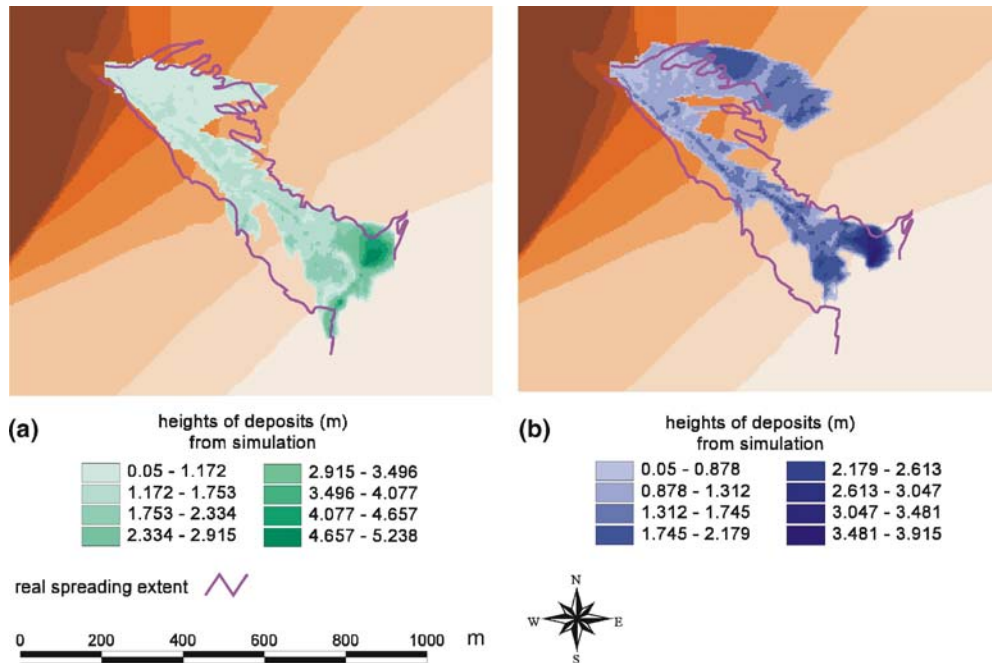 (a)
heights of deposits (m)
from simulation
0.05 - 1.172
1.172 - 1.753
1.753 - 2.334
2.334 - 2.915
2.915 - 3.496
3.496 - 4.077
4.077 - 4.657
4.657 - 5.238
(b)
heights of deposits (m)
from simulation
0.05 - 0.878
0.878 - 1.312
1.312 - 1.745
1.745 - 2.179
2.179 - 2.613
2.613 - 3.047
3.047 - 3.481
3.481 - 3.915
real spreading extent
0 200 400 600 800 1000 m
N
W E
S